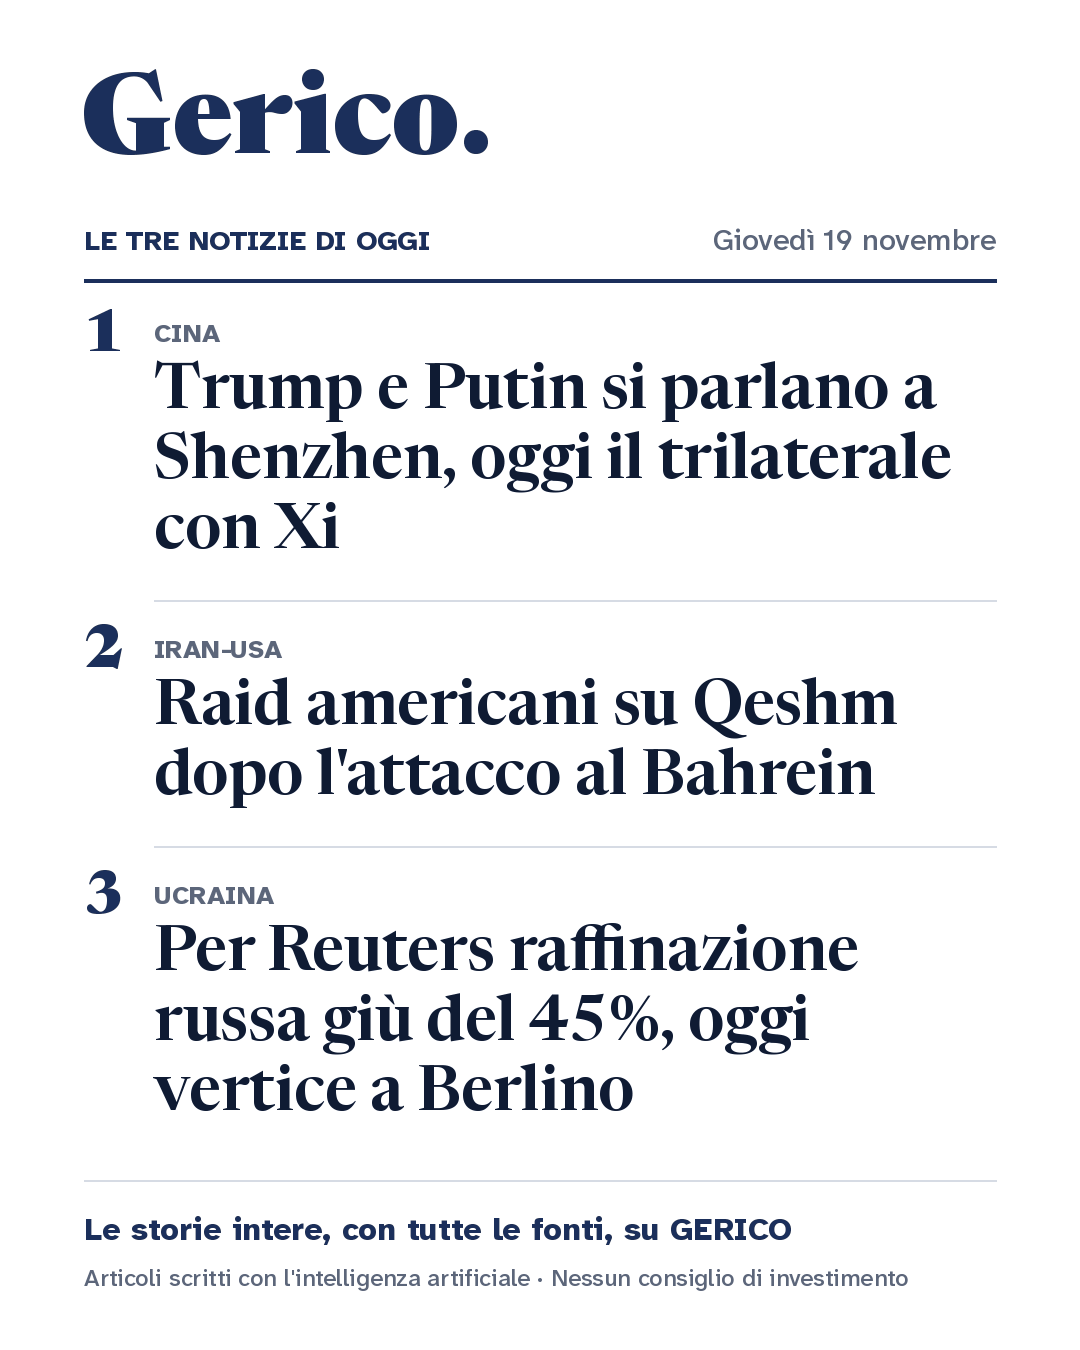 Gerico.
LE TRE NOTIZIE DI OGGI
Giovedì 19 novembre
1
CINA
Trump e Putin si parlano a
Shenzhen, oggi il trilaterale
con Xi
2
IRAN-USA
Raid americani su Qeshm
dopo l'attacco al Bahrein
3
UCRAINA
Per Reuters raffinazione
russa giù del 45%, oggi
vertice a Berlino
Le storie intere, con tutte le fonti, su GERICO
Articoli scritti con l'intelligenza artificiale · Nessun consiglio di investimento